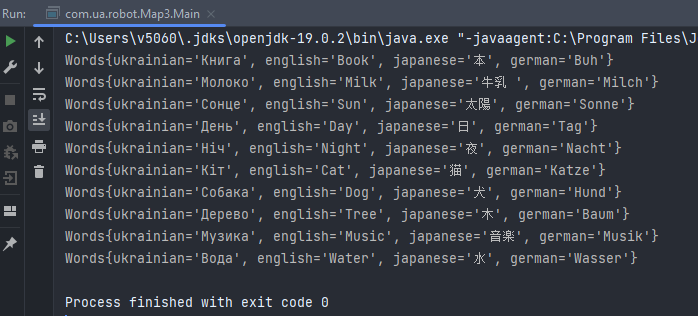 Run: com.ua.robot.Map3.Main ×
C:\Users\v5060\.jdks\openjdk-19.0.2\bin\java.exe "-javaagent:C:\Program Files\J
Words{ukrainian='Книга', english='Book', japanese='本', german='Buh'}
Words{ukrainian='Молоко', english='Milk', japanese='牛乳 ', german='Milch'}
Words{ukrainian='Сонце', english='Sun', japanese='太陽', german='Sonne'}
Words{ukrainian='День', english='Day', japanese='日', german='Tag'}
Words{ukrainian='Ніч', english='Night', japanese='夜', german='Nacht'}
Words{ukrainian='Кіт', english='Cat', japanese='猫', german='Katze'}
Words{ukrainian='Собака', english='Dog', japanese='犬', german='Hund'}
Words{ukrainian='Дерево', english='Tree', japanese='木', german='Baum'}
Words{ukrainian='Музика', english='Music', japanese='音楽', german='Musik'}
Words{ukrainian='Вода', english='Water', japanese='水', german='Wasser'}
Process finished with exit code 0